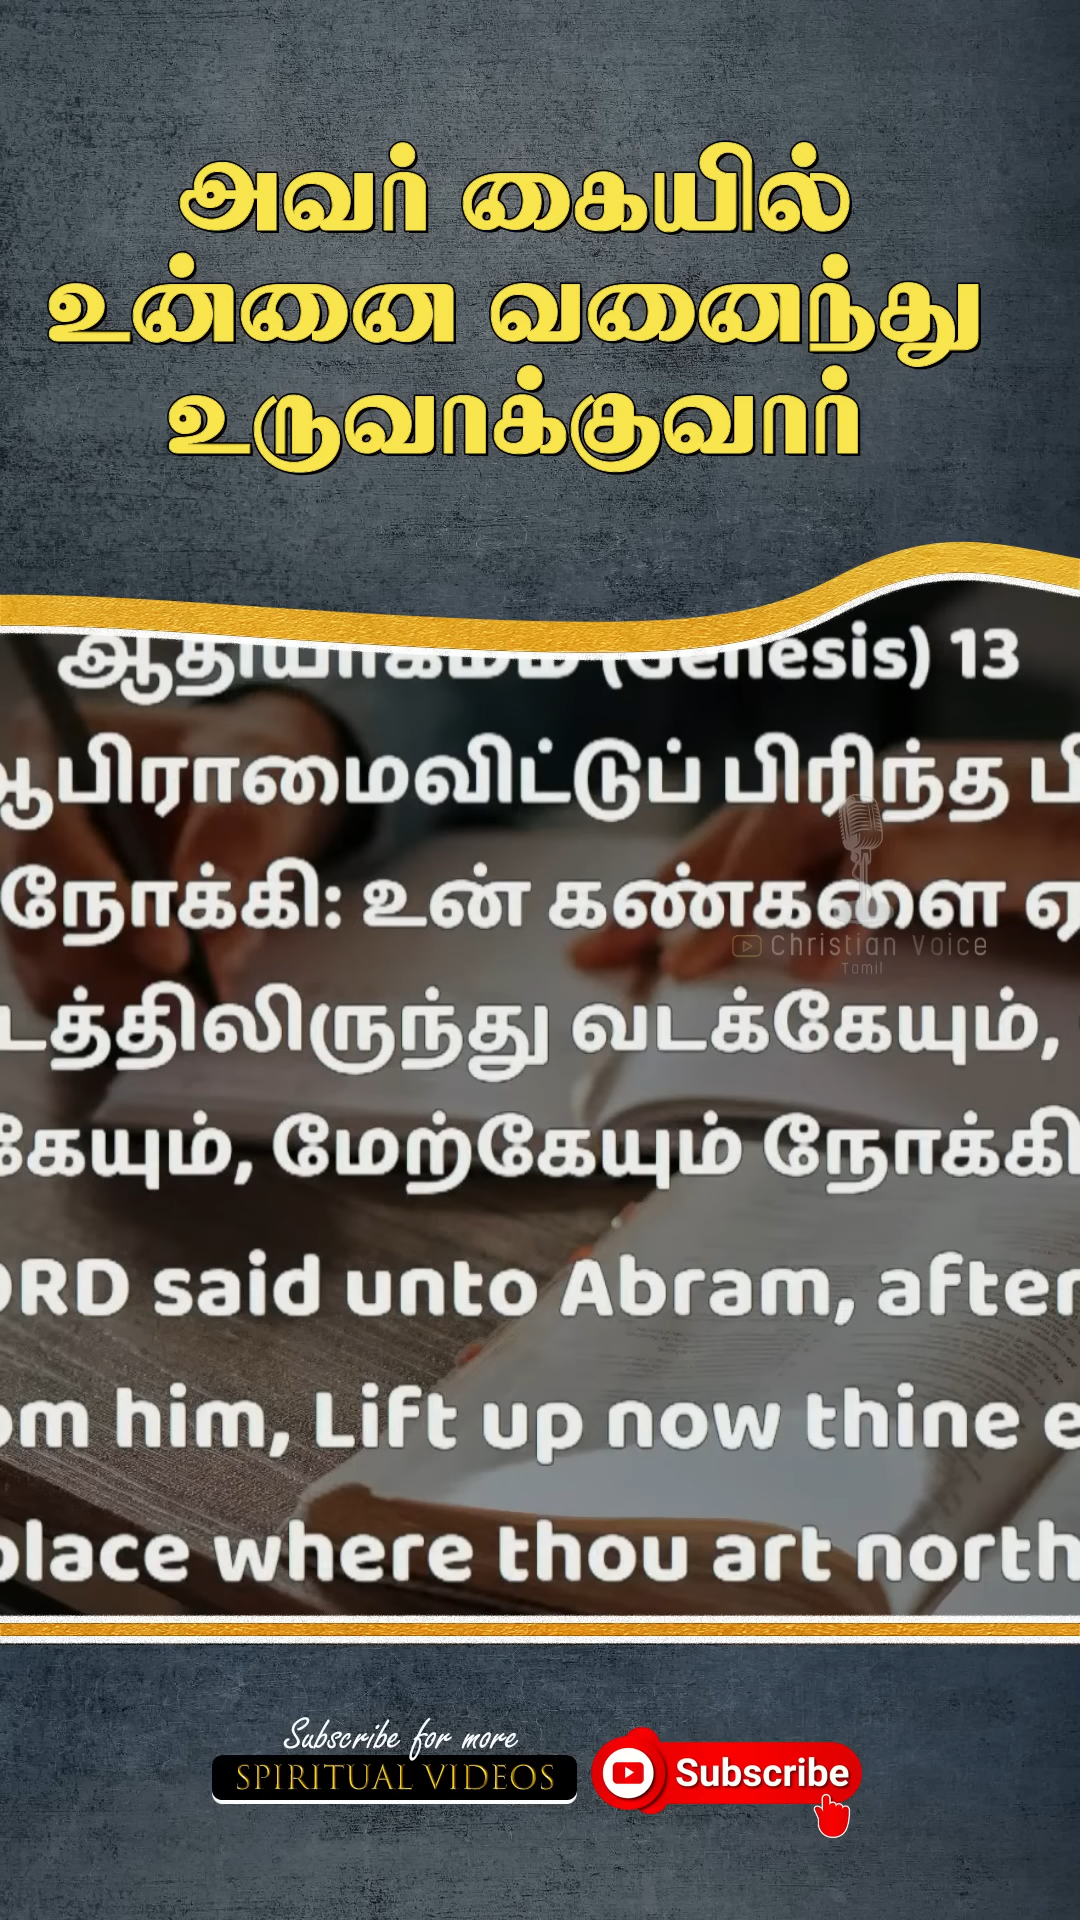 அவர் கையில்
உன்னை வனைந்து
உருவாக்குவார்
ஆதியாகமம் (Genesis) 13
ஆபிராமைவிட்டுப் பிரிந்த
நோக்கி: உன் கண்களை
Christian Voice
Tamil
டத்திலிருந்து வடக்கேயும்,
கேயும், மேற்கேயும் நோக்கி
ORD said unto Abram, after
om him, Lift up now thine e
place where thou art north
Subscribe for more
SPIRITUAL VIDEOS
Subscribe